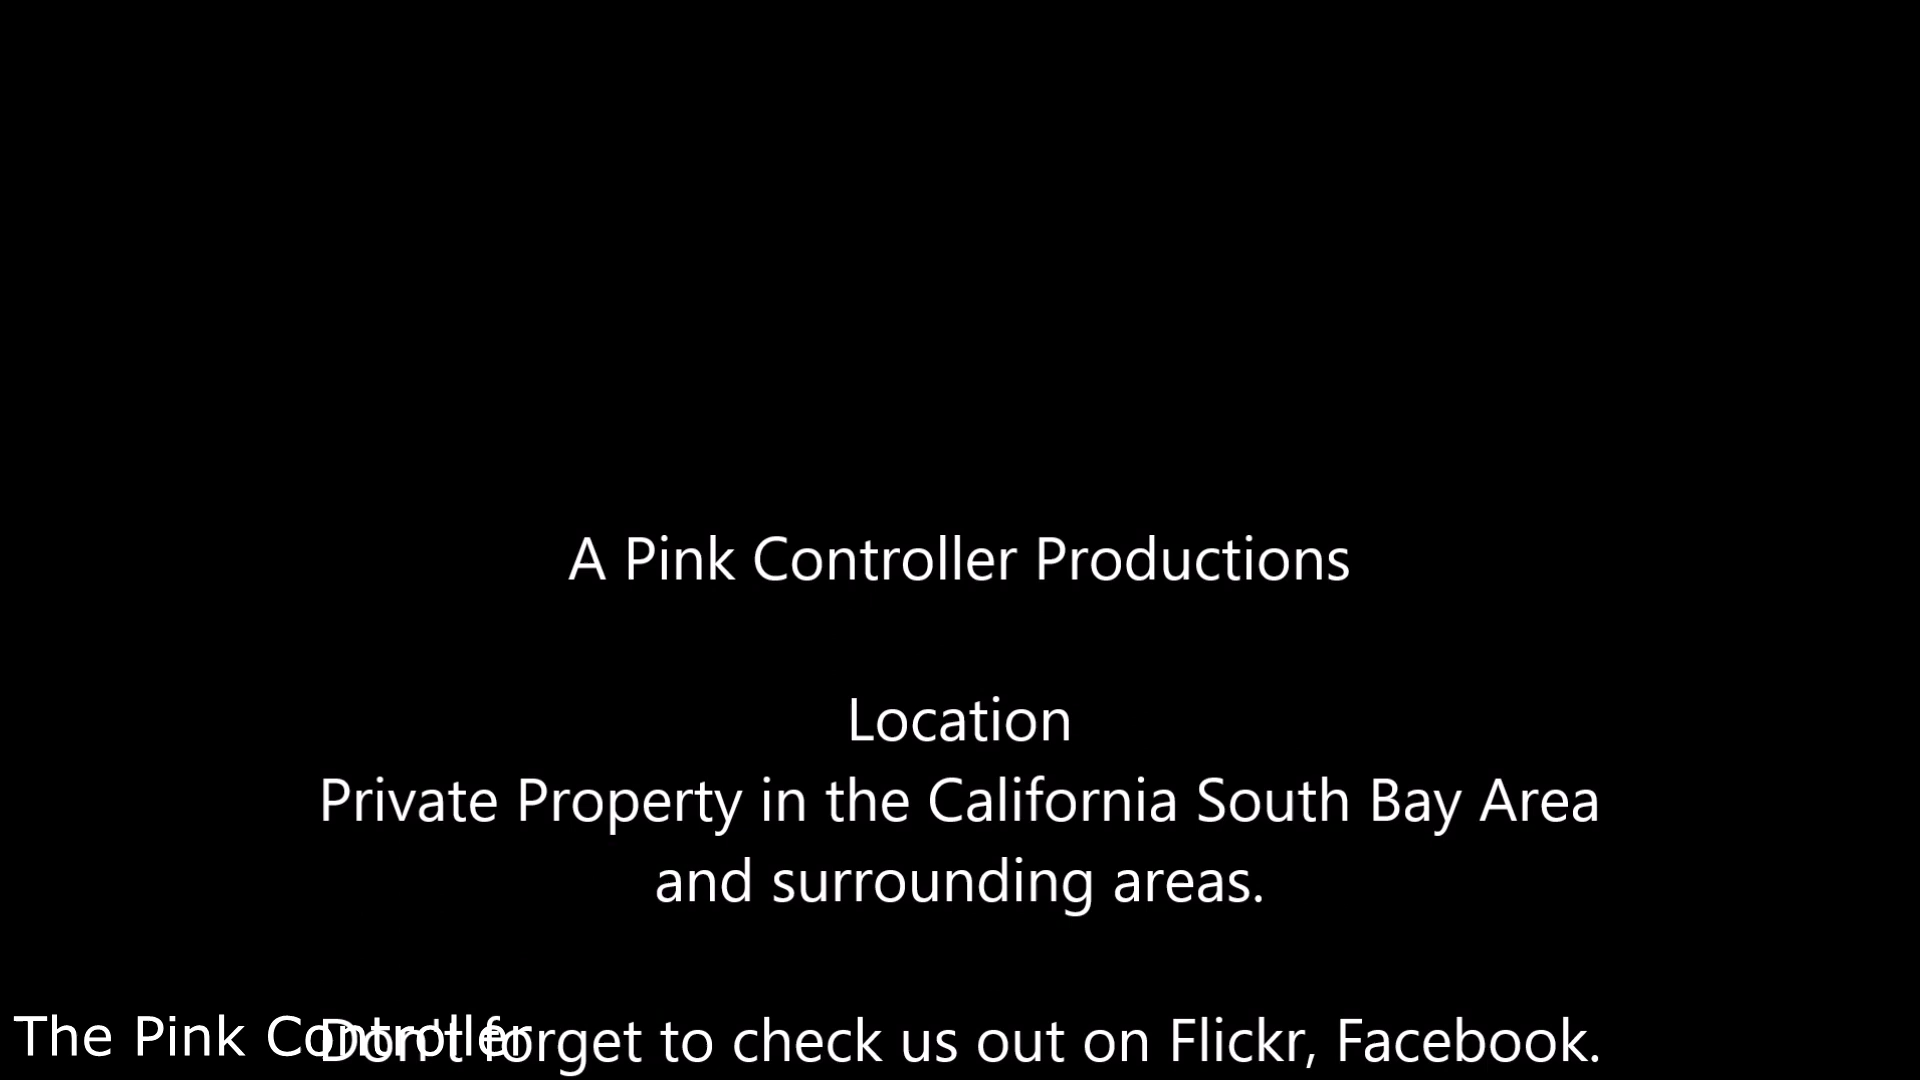 A Pink Controller Productions
Location
Private Property in the California South Bay Area
and surrounding areas.
Don't forget to check us out on Flickr, Facebook.
The Pink Controller